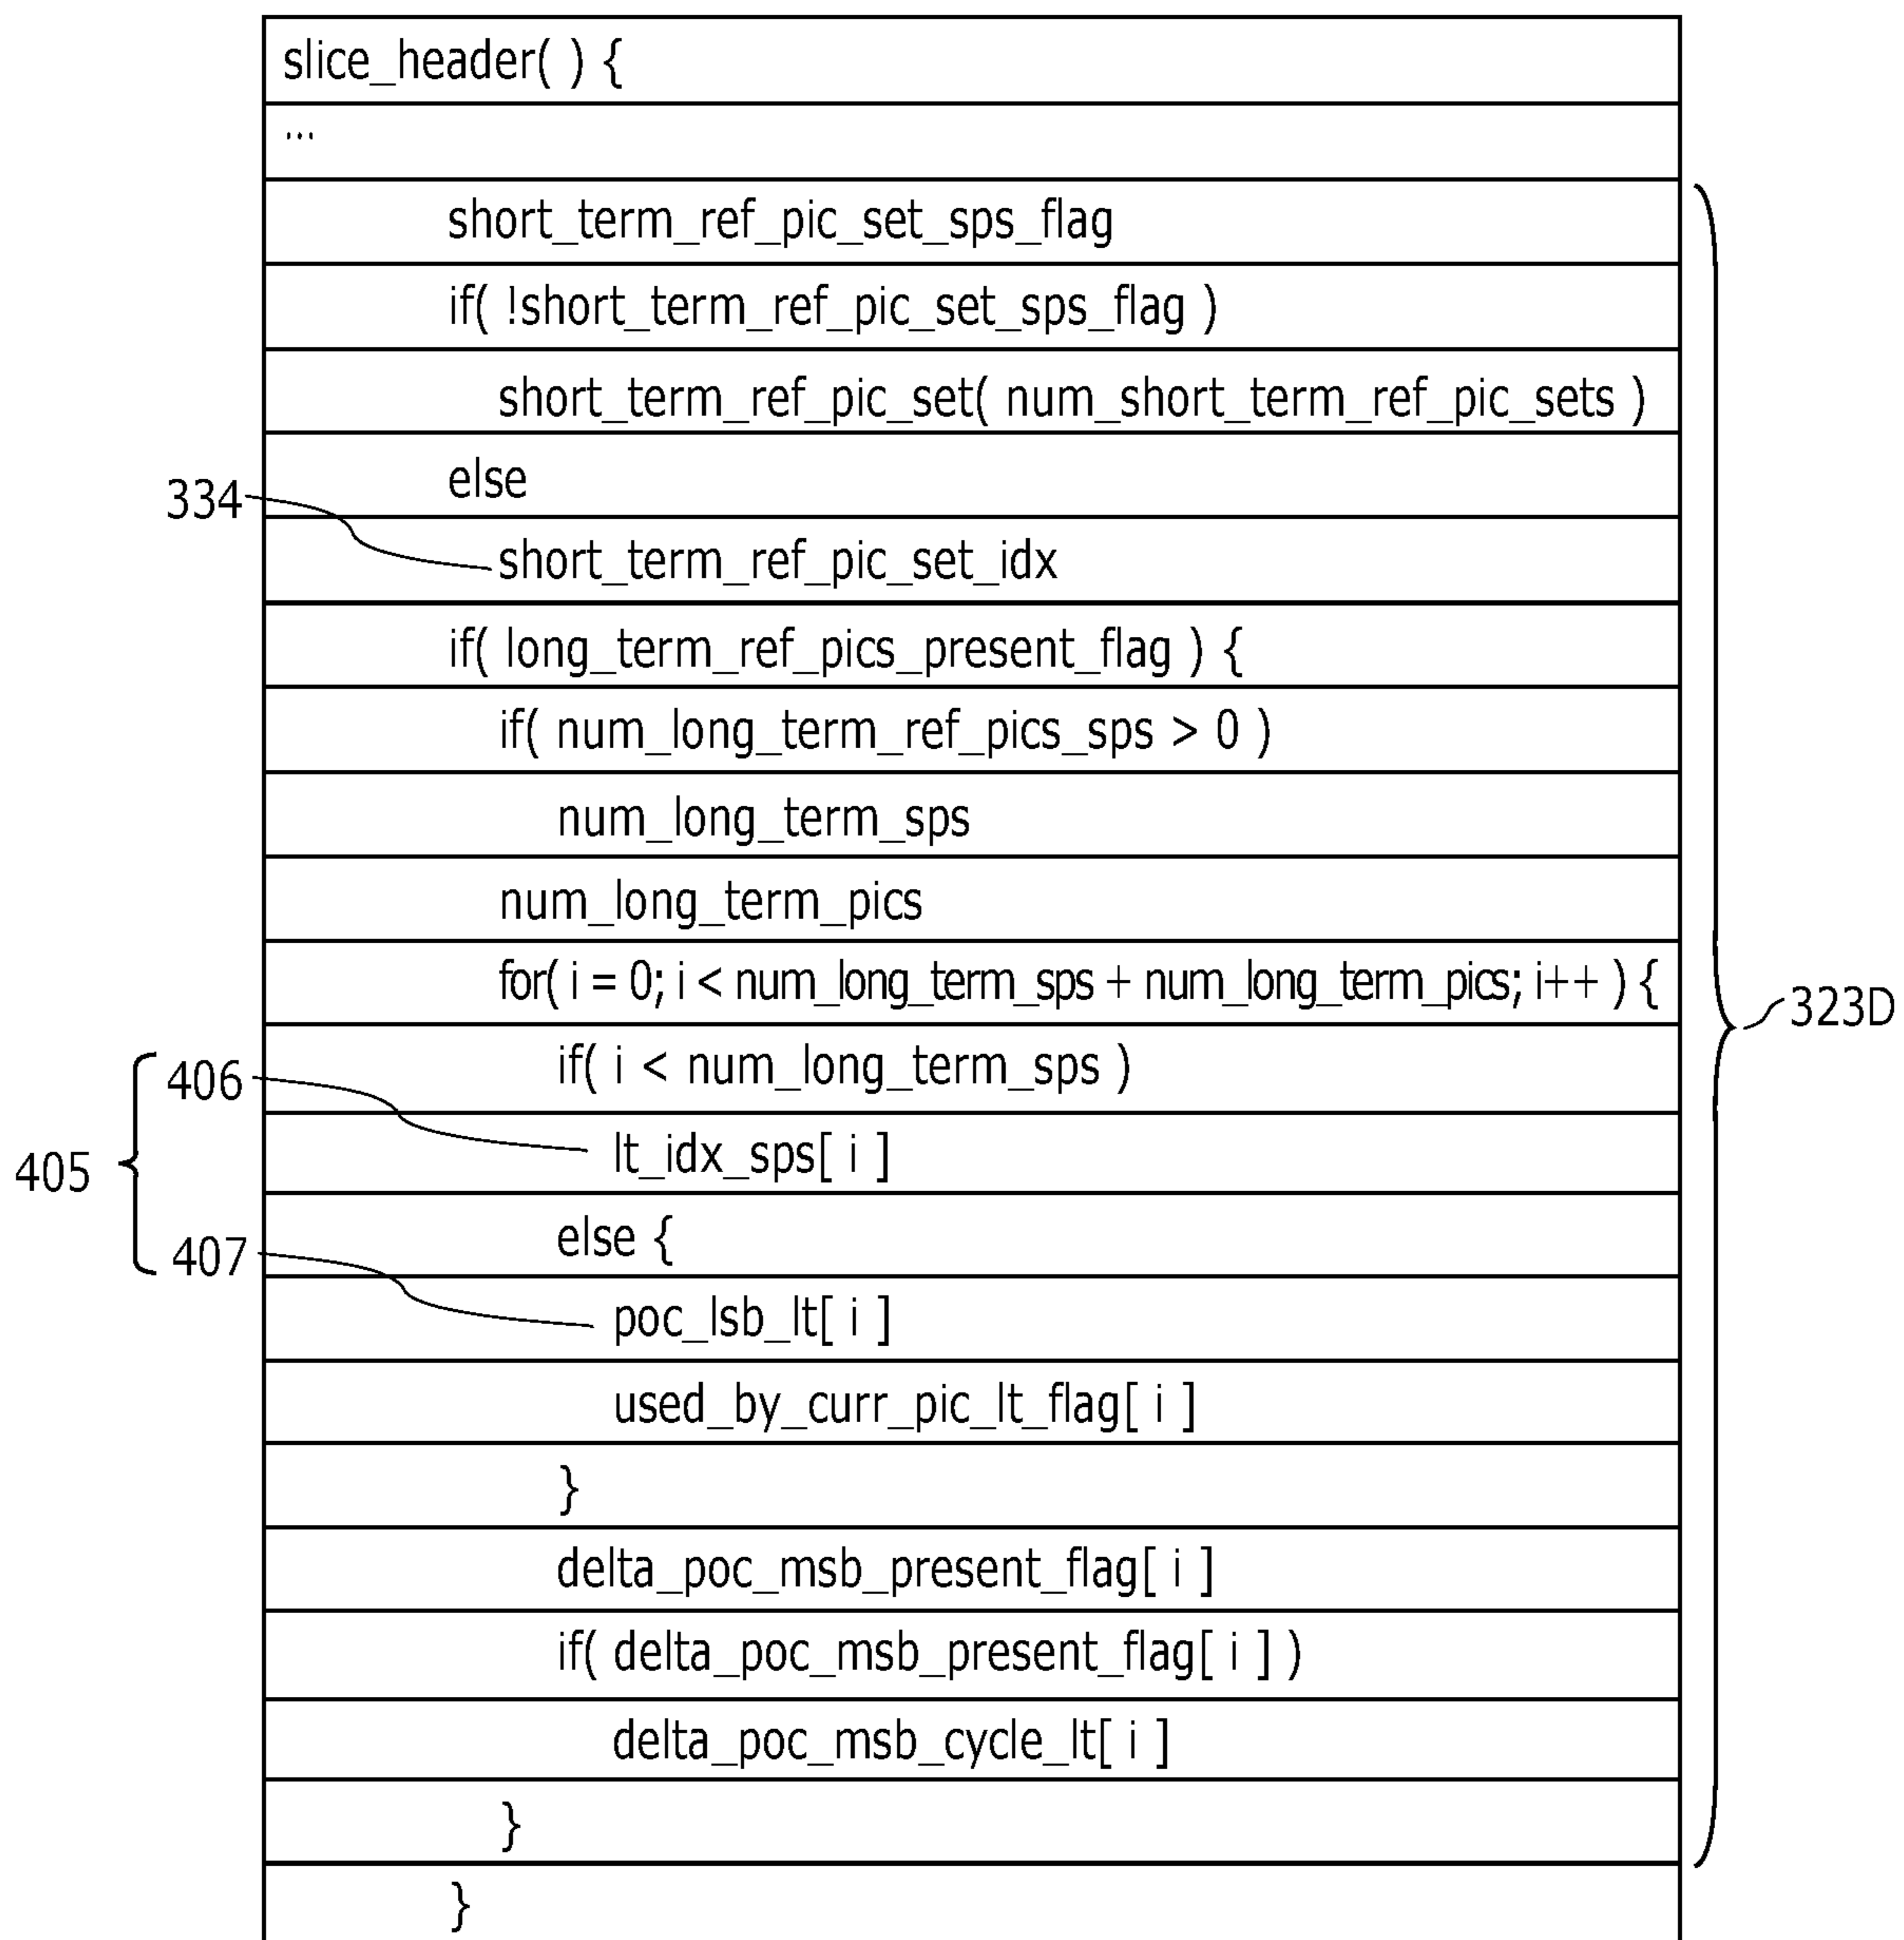 slice_header( ) {
...
short_term_ref_pic_set_sps_flag
if( !short_term_ref_pic_set_sps_flag )
short_term_ref_pic_set( num_short_term_ref_pic_sets )
else
334
short_term_ref_pic_set_idx
if( long_term_ref_pics_present_flag ) {
if( num_long_term_ref_pics_sps > 0 )
num_long_term_sps
num_long_term_pics
for( i = 0; i < num_long_term_sps + num_long_term_pics; i++ ) {
323D
if( i < num_long_term_sps )
406
lt_idx_sps[ i ]
405
else {
407
poc_lsb_lt[ i ]
used_by_curr_pic_lt_flag[ i ]
}
delta_poc_msb_present_flag[ i ]
if( delta_poc_msb_present_flag[ i ] )
delta_poc_msb_cycle_lt[ i ]
}
}